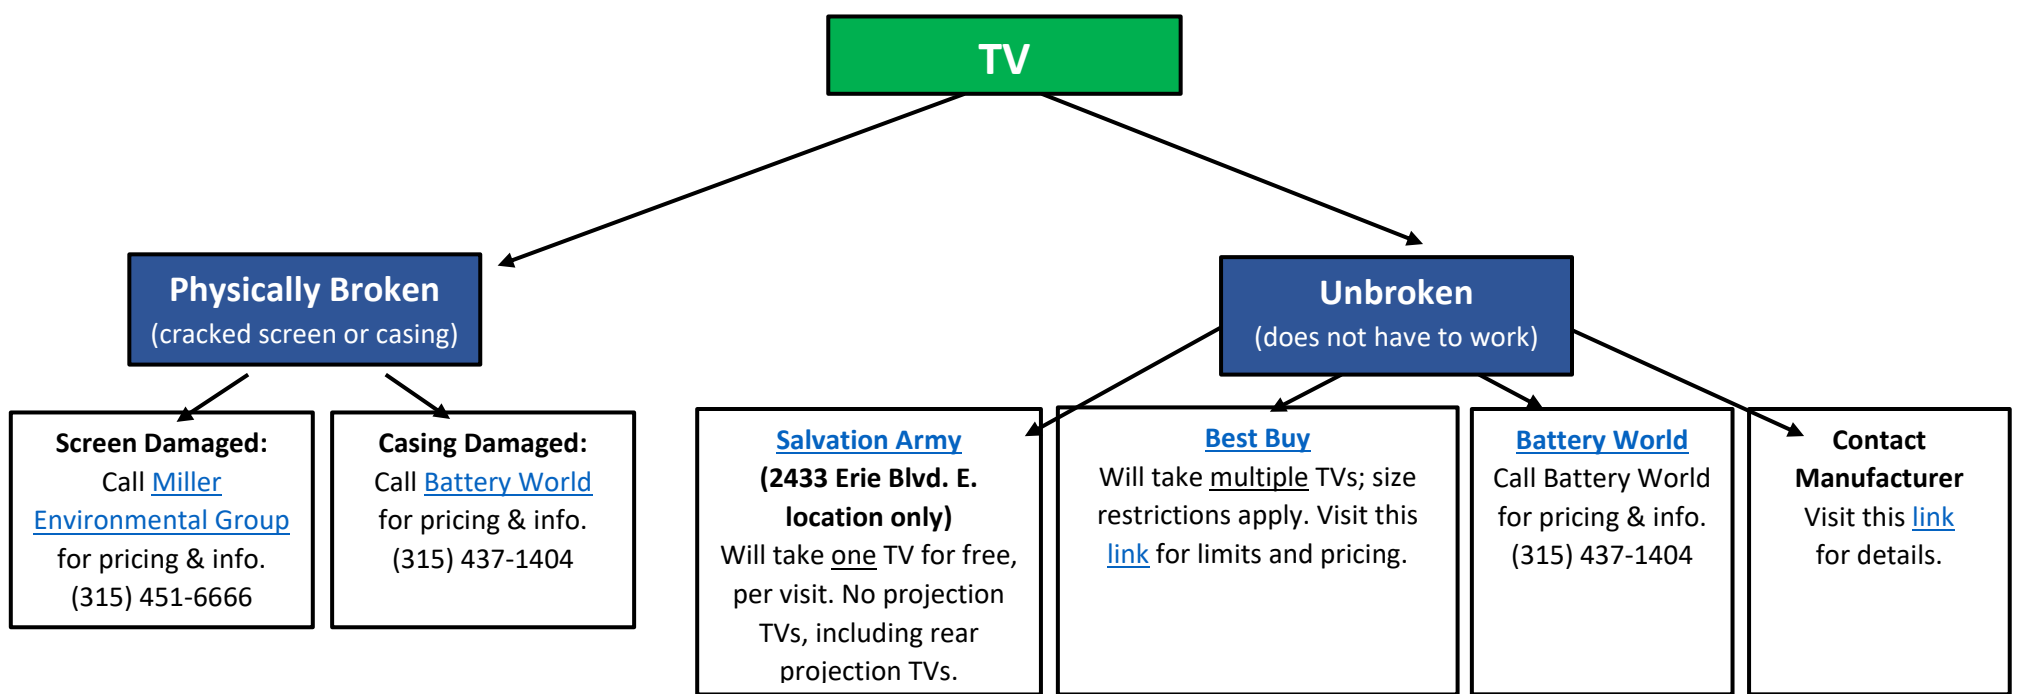 TV
Physically Broken
(cracked screen or casing)
Unbroken
(does not have to work)
Screen Damaged:
Call Miller
Environmental Group
for pricing & info.
(315) 451-6666
Casing Damaged:
Call Battery World
for pricing & info.
(315) 437-1404
Salvation Army
(2433 Erie Blvd. E.
location only)
Will take one TV for free,
per visit. No projection
TVs, including rear
projection TVs.
Best Buy
Will take multiple TVs; size
restrictions apply. Visit this
link for limits and pricing.
Battery World
Call Battery World
for pricing & info.
(315) 437-1404
Contact
Manufacturer
Visit this link
for details.